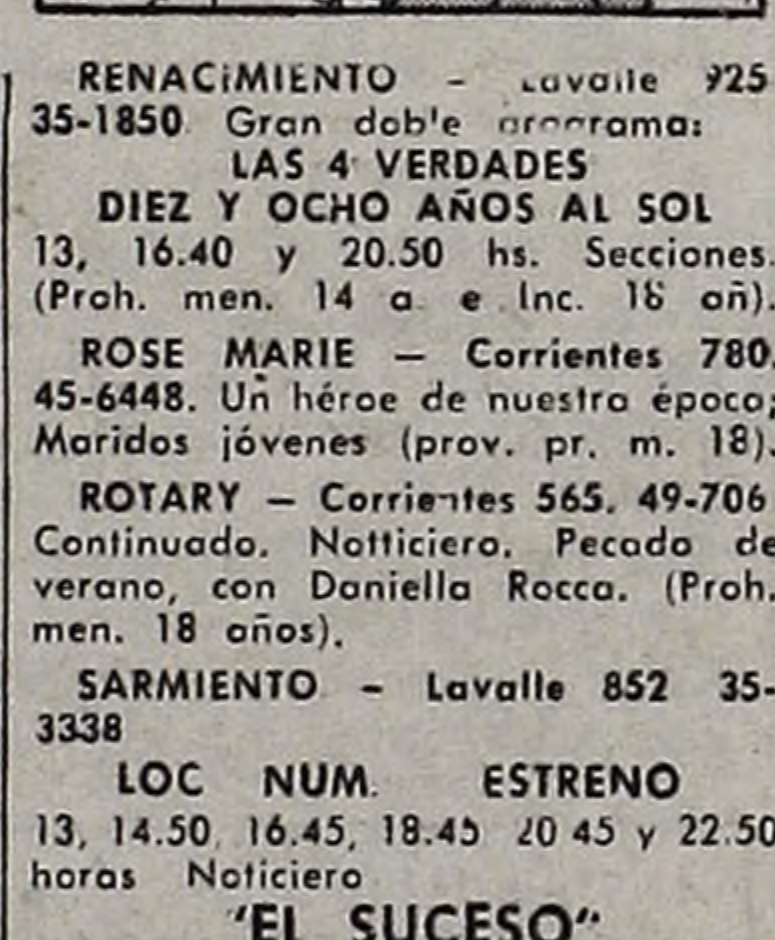 RENACiMIENTO - Lavalle 925
35-1850. Gran doble programa:
LAS 4 VERDADES
DIEZ Y OCHO AÑOS AL SOL
13, 16.40 y 20.50 hs. Secciones.
(Proh. men. 14 a. e Inc. 18 añ).
ROSE MARIE — Corrientes 780.
45-6448. Un héroe de nuestra época;
Maridos jóvenes (prov. pr. m. 18).
ROTARY — Corrientes 565. 49-706
Continuado. Notticiero. Pecado de
verano, con Daniella Rocca. (Proh.
men. 18 años).
SARMIENTO - Lavalle 852 35-
3338
LOC NUM. ESTRENO
13, 14.50, 16.45, 18.45 20 45 y 22.50
horas Noticiero
"EL SUCESO"